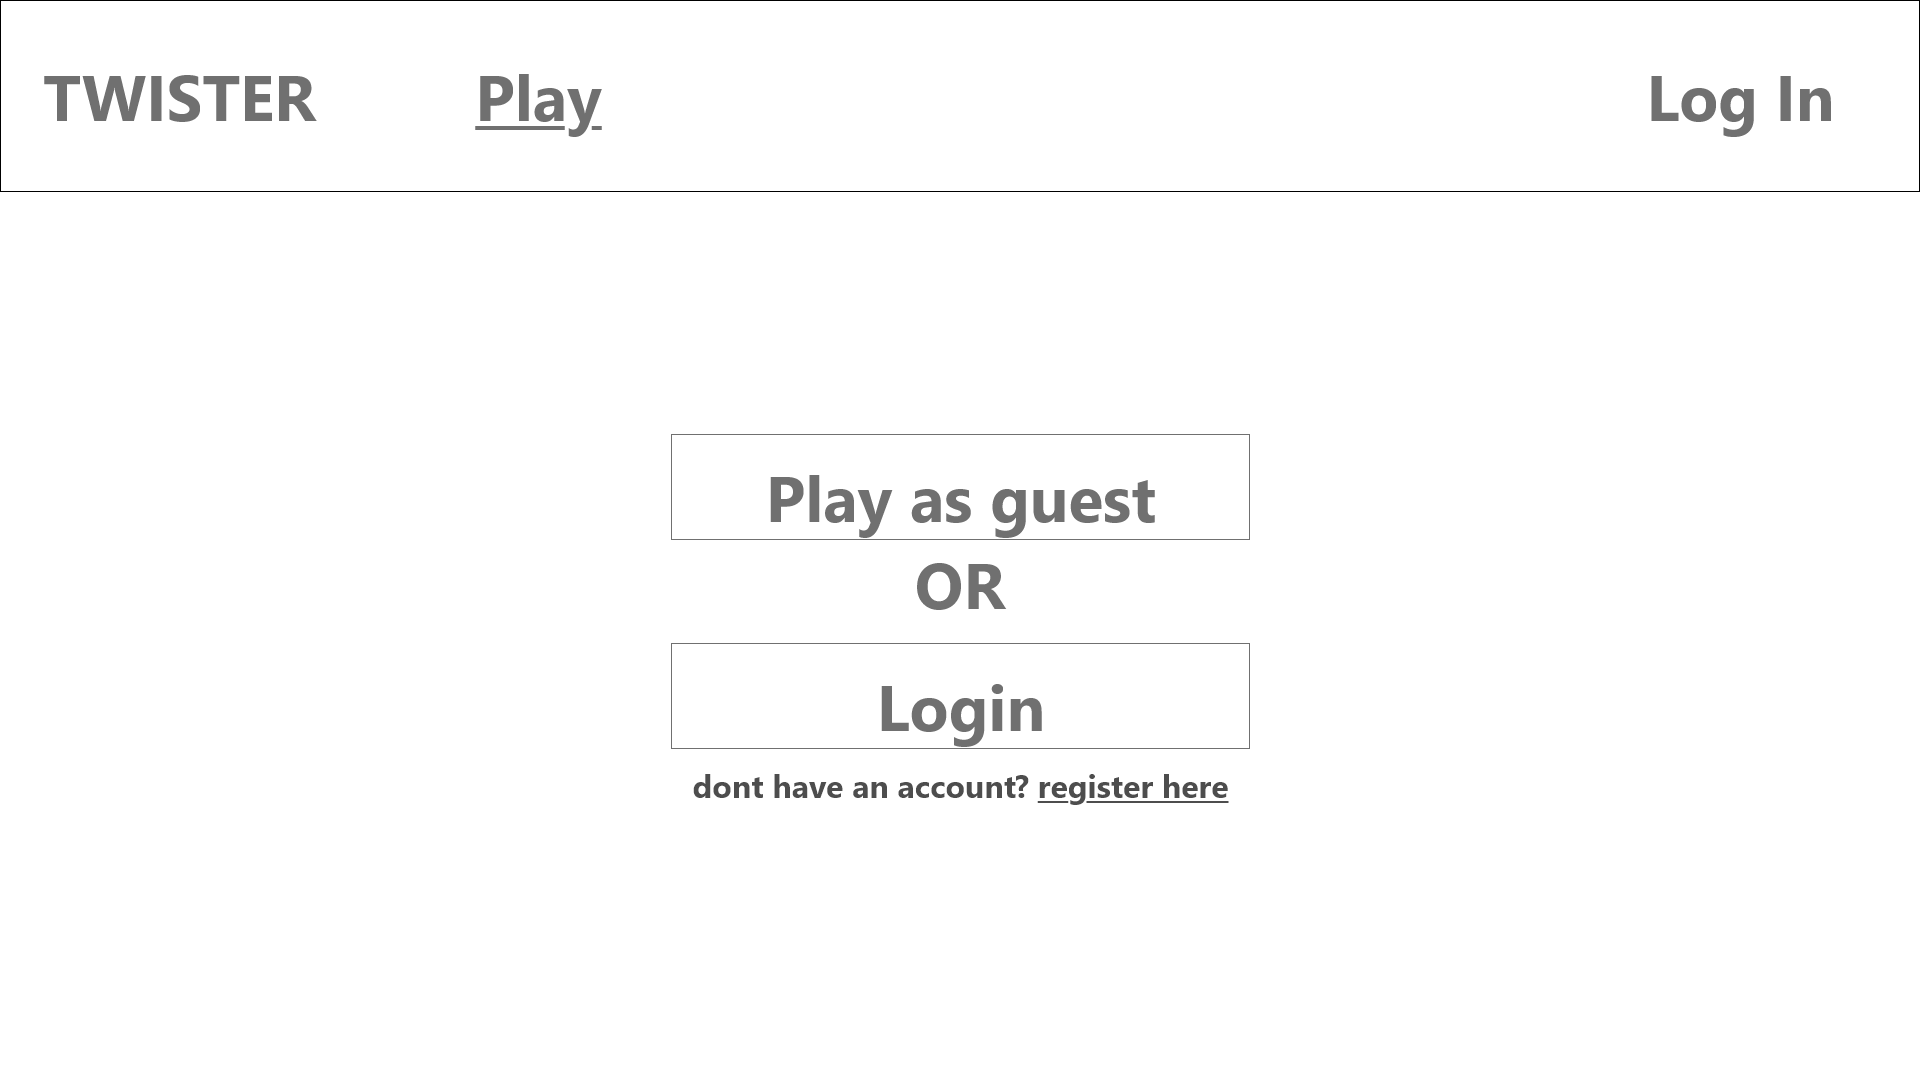 TWISTER Play Log In
Play as guest
OR
Login
dont have an account? register here